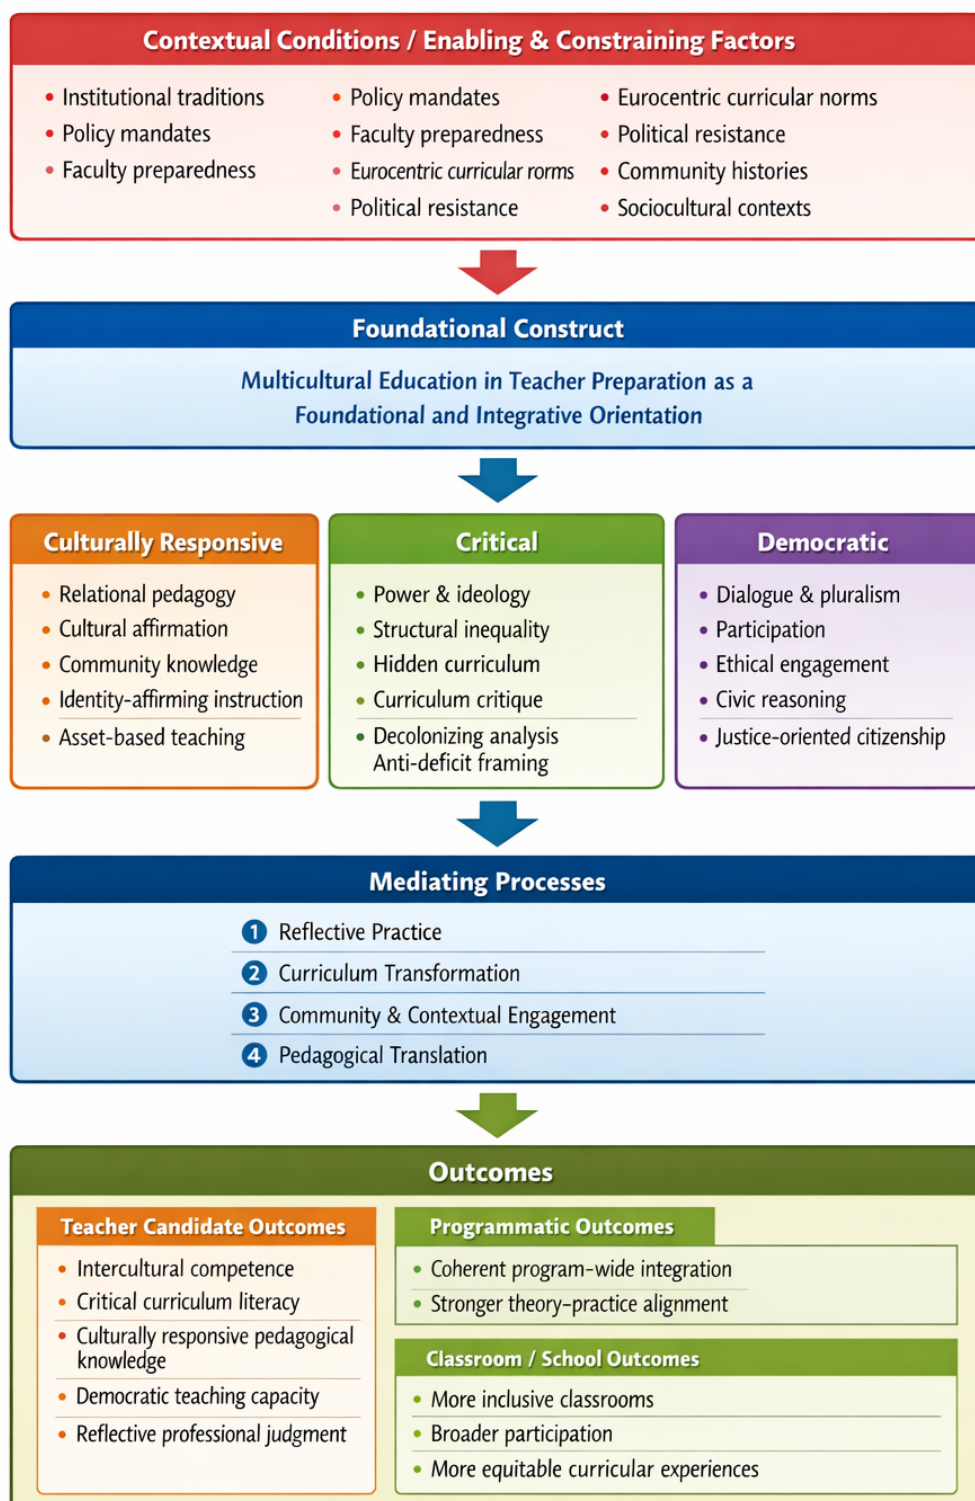 Contextual Conditions / Enabling & Constraining Factors
• Institutional traditions
• Policy mandates
• Faculty preparedness
• Policy mandates
• Faculty preparedness
• Eurocentric curricular rorms
• Political resistance
• Eurocentric curricular norms
• Political resistance
• Community histories
• Sociocultural contexts
Foundational Construct
Multicultural Education in Teacher Preparation as a
Foundational and Integrative Orientation
Culturally Responsive
• Relational pedagogy
• Cultural affirmation
• Community knowledge
• Identity-affirming instruction
• Asset-based teaching
Critical
• Power & ideology
• Structural inequality
• Hidden curriculum
• Curriculum critique
• Decolonizing analysis
Anti-deficit framing
Democratic
• Dialogue & pluralism
• Participation
• Ethical engagement
• Civic reasoning
• Justice-oriented citizenship
Mediating Processes
1 Reflective Practice
2 Curriculum Transformation
3 Community & Contextual Engagement
4 Pedagogical Translation
Outcomes
Teacher Candidate Outcomes
• Intercultural competence
• Critical curriculum literacy
• Culturally responsive pedagogical
knowledge
• Democratic teaching capacity
• Reflective professional judgment
Programmatic Outcomes
• Coherent program-wide integration
• Stronger theory–practice alignment
Classroom / School Outcomes
• More inclusive classrooms
• Broader participation
• More equitable curricular experiences